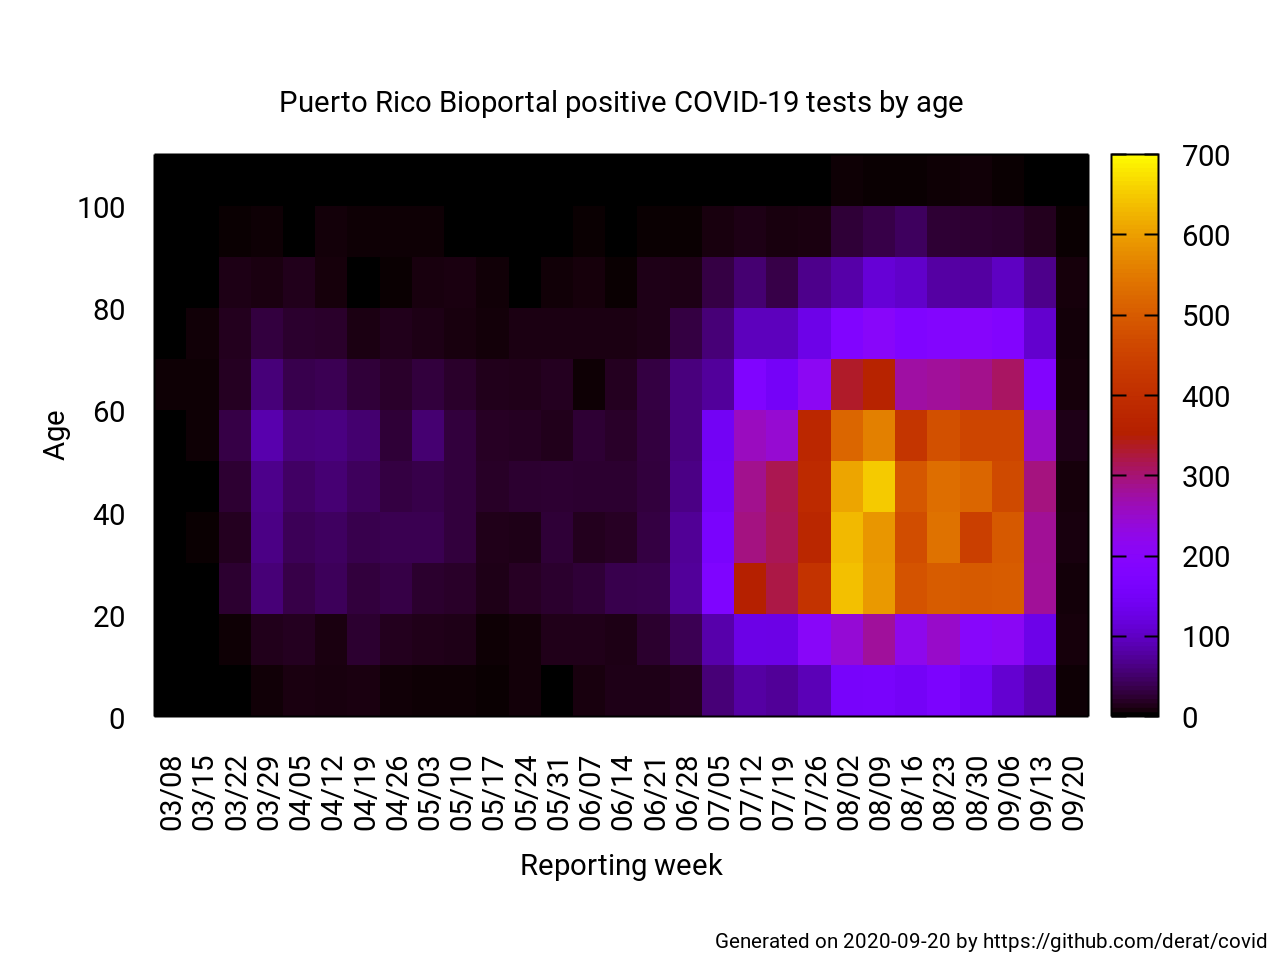 Puerto Rico Bioportal positive COVID-19 tests by age
Age
100
80
60
40
20
0
700
600
500
400
300
200
100
0
03/08 03/15 03/22 03/29 04/05 04/12 04/19 04/26 05/03 05/10 05/17 05/24 05/31 06/07 06/14 06/21 06/28 07/05 07/12 07/19 07/26 08/02 08/09 08/16 08/23 08/30 09/06 09/13 09/20
Reporting week
Generated on 2020-09-20 by https://github.com/derat/covid